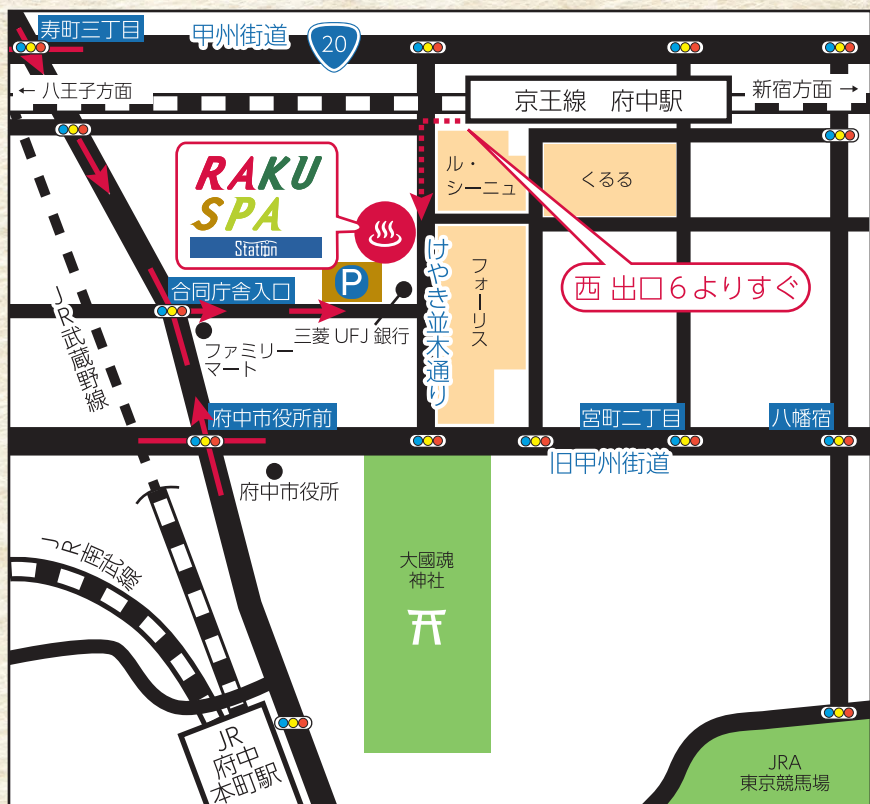 寿町三丁目
甲州街道
20
← 八王子方面
京王線 府中駅
新宿方面 →
RAKU
SPA
Station
ル・
シーニュ
くるる
西 出口6よりすぐ
合同庁舎入口
P
三菱UFJ銀行
けやき並木通り
フォーリス
JR武蔵野線
ファミリー
マート
府中市役所前
宮町二丁目
八幡宿
旧甲州街道
府中市役所
JR南武線
大國魂
神社
JR
府中
本町駅
JRA
東京競馬場